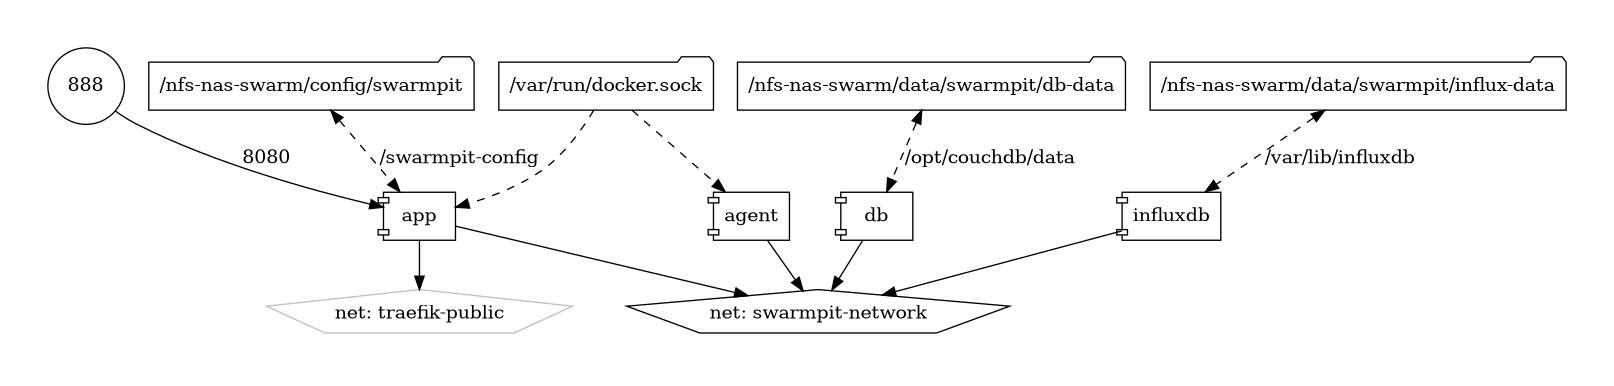 888
/nfs-nas-swarm/config/swarmpit
/var/run/docker.sock
/nfs-nas-swarm/data/swarmpit/db-data
/nfs-nas-swarm/data/swarmpit/influx-data
8080
/swarmpit-config
/opt/couchdb/data
/var/lib/influxdb
app
agent
db
influxdb
net: traefik-public
net: swarmpit-network